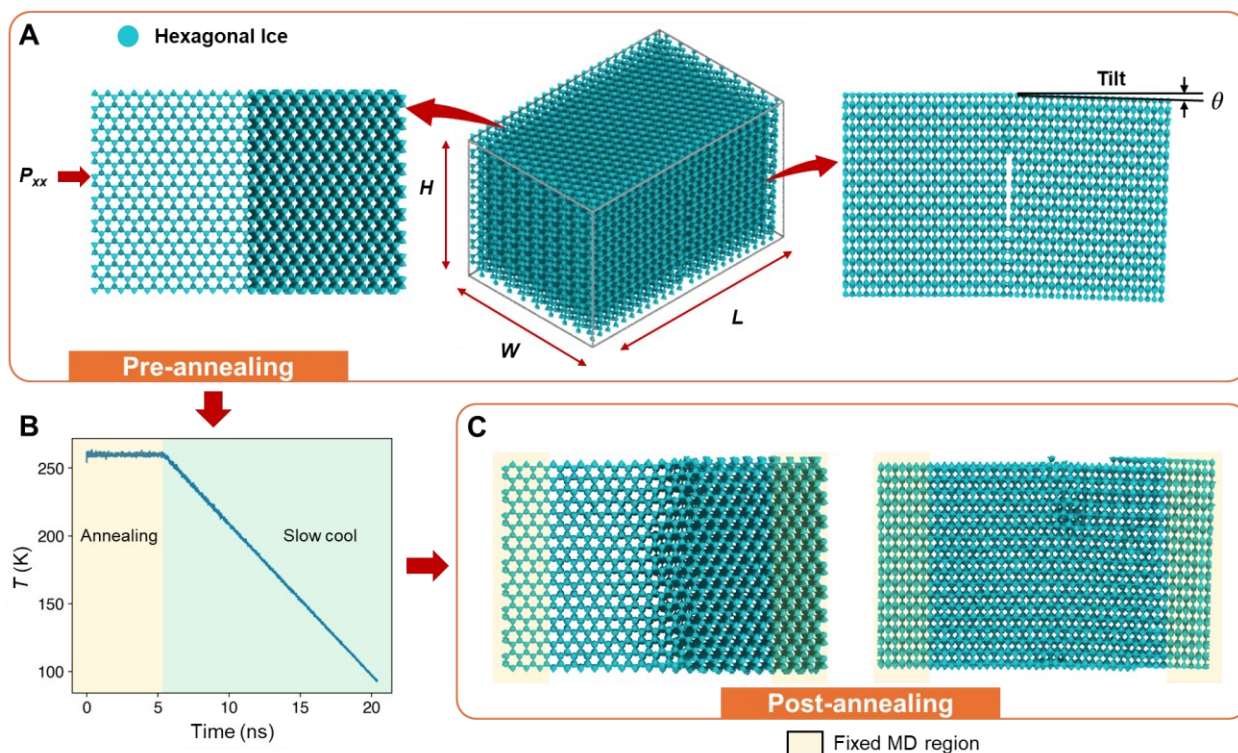 A
Hexagonal Ice
Tilt
θ
Pxx
H
W
L
Pre-annealing
B
250
200
150
100
T (K)
Annealing
Slow cool
0
5
10
15
20
Time (ns)
C
Post-annealing
Fixed MD region